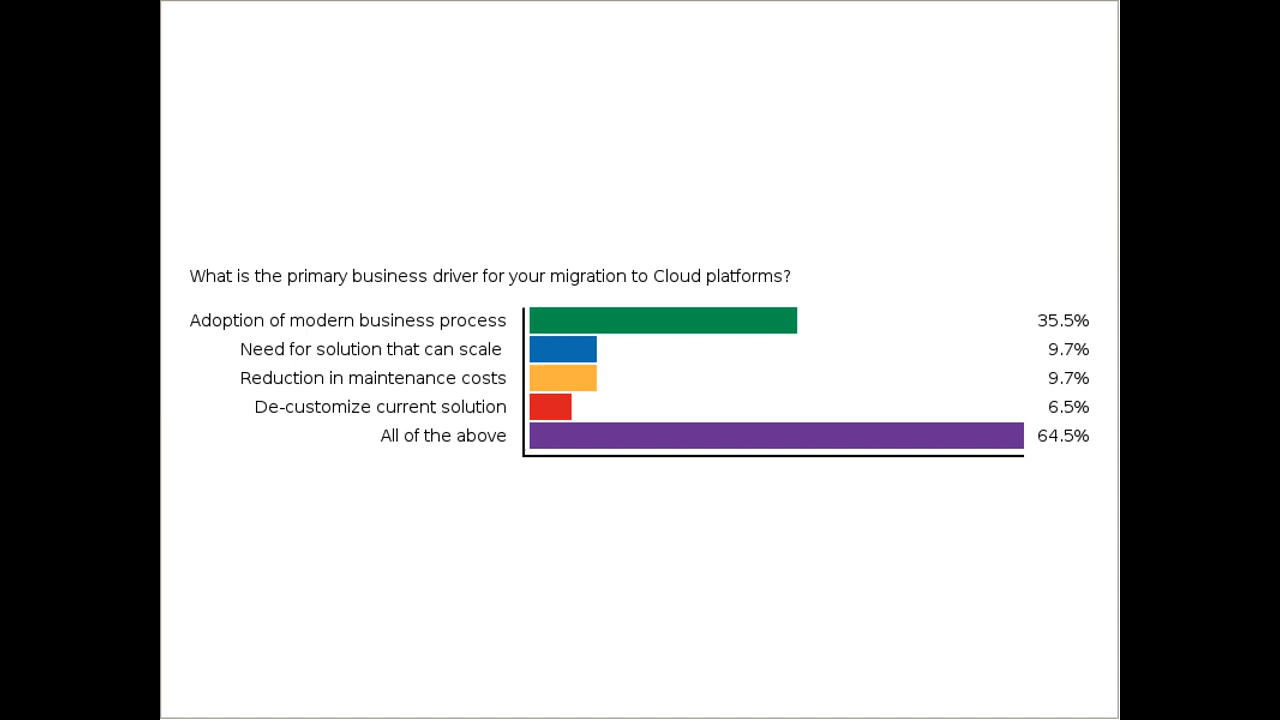 What is the primary business driver for your migration to Cloud platforms?
Adoption of modern business process 35.5%
Need for solution that can scale 9.7%
Reduction in maintenance costs 9.7%
De-customize current solution 6.5%
All of the above 64.5%